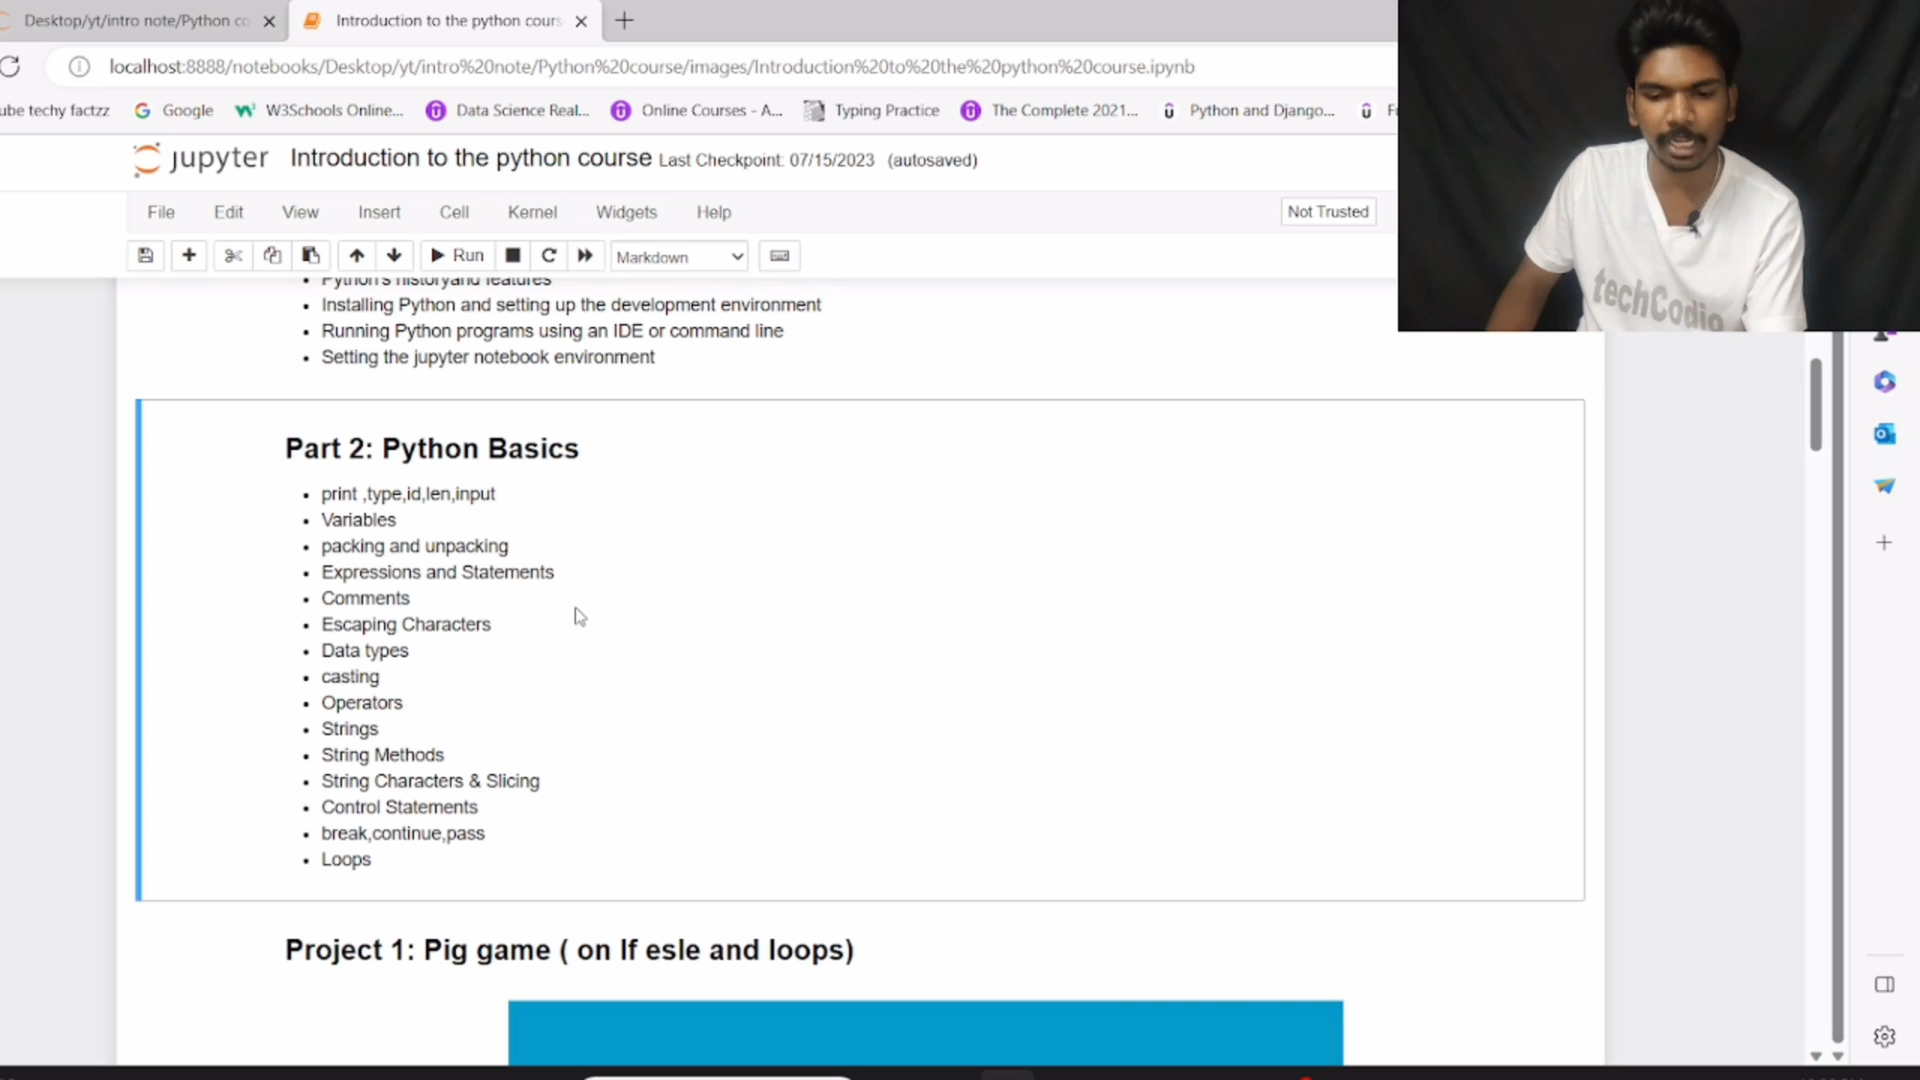 Desktop/yt/intro note/Python co
Introduction to the python cours
localhost:8888/notebooks/Desktop/yt/intro%20note/Python%20course/images/Introduction%20to%20the%20python%20course.ipynb
ube techy factzz Google W3Schools Online... Data Science Real... Online Courses - A... Typing Practice The Complete 2021... Python and Django...
jupyter Introduction to the python course Last Checkpoint: 07/15/2023 (autosaved)
File Edit View Insert Cell Kernel Widgets Help Not Trusted
Run Markdown
techCodio
Python's historyand features
Installing Python and setting up the development environment
Running Python programs using an IDE or command line
Setting the jupyter notebook environment
Part 2: Python Basics
print ,type,id,len,input
Variables
packing and unpacking
Expressions and Statements
Comments
Escaping Characters
Data types
casting
Operators
Strings
String Methods
String Characters & Slicing
Control Statements
break,continue,pass
Loops
Project 1: Pig game ( on If esle and loops)